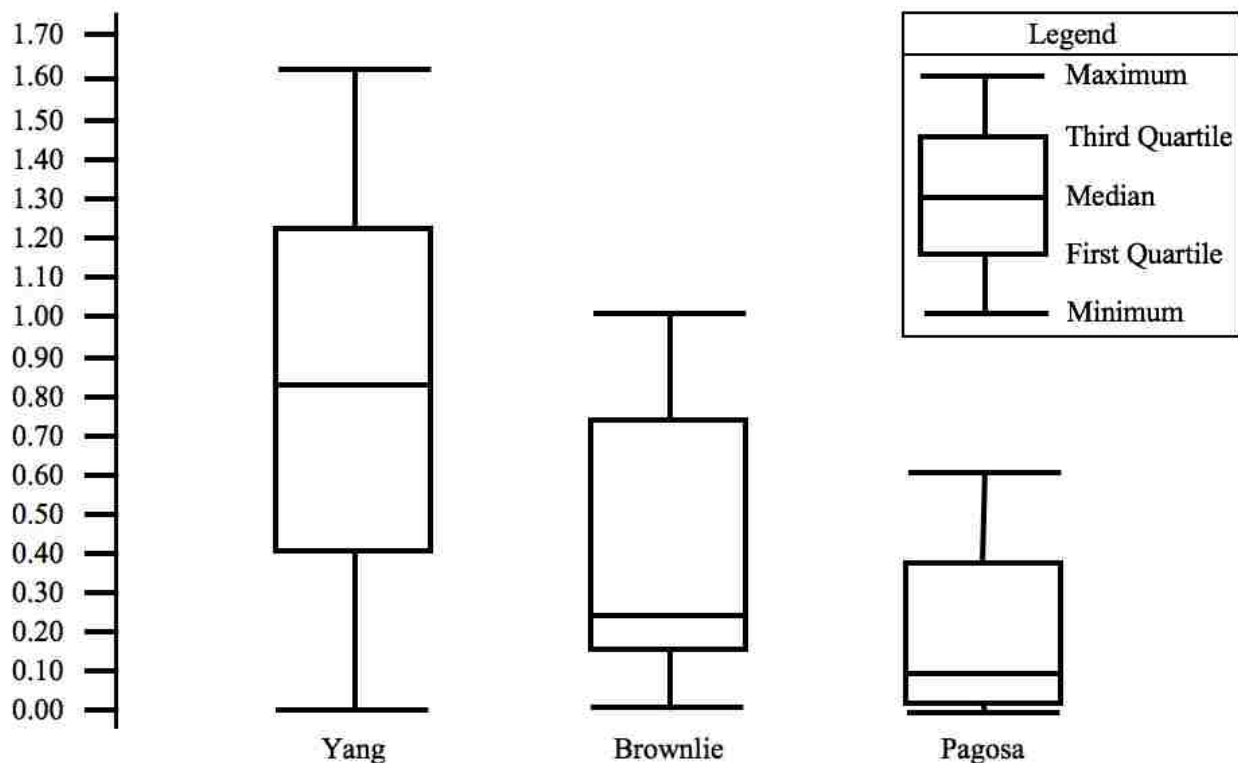 1.70
1.60
1.50
1.40
1.30
1.20
1.10
1.00
0.90
0.80
0.70
0.60
0.50
0.40
0.30
0.20
0.10
0.00
Legend
Maximum
Third Quartile
Median
First Quartile
Minimum
Yang Brownlie Pagosa